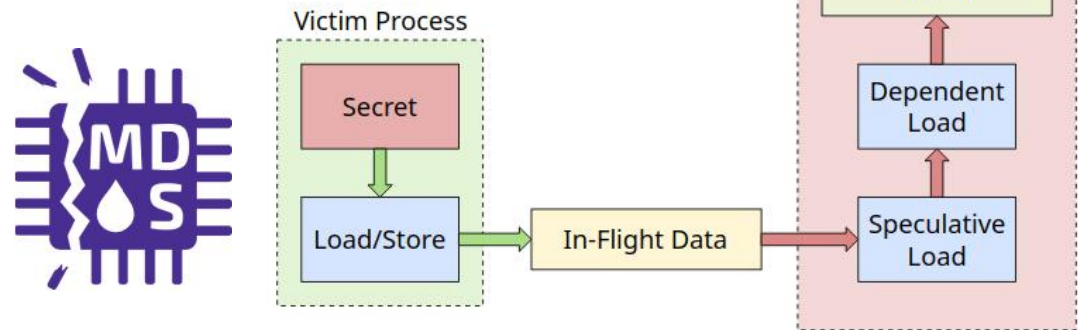 Victim Process
MD
S
Secret
Load/Store
In-Flight Data
Dependent
Load
Speculative
Load